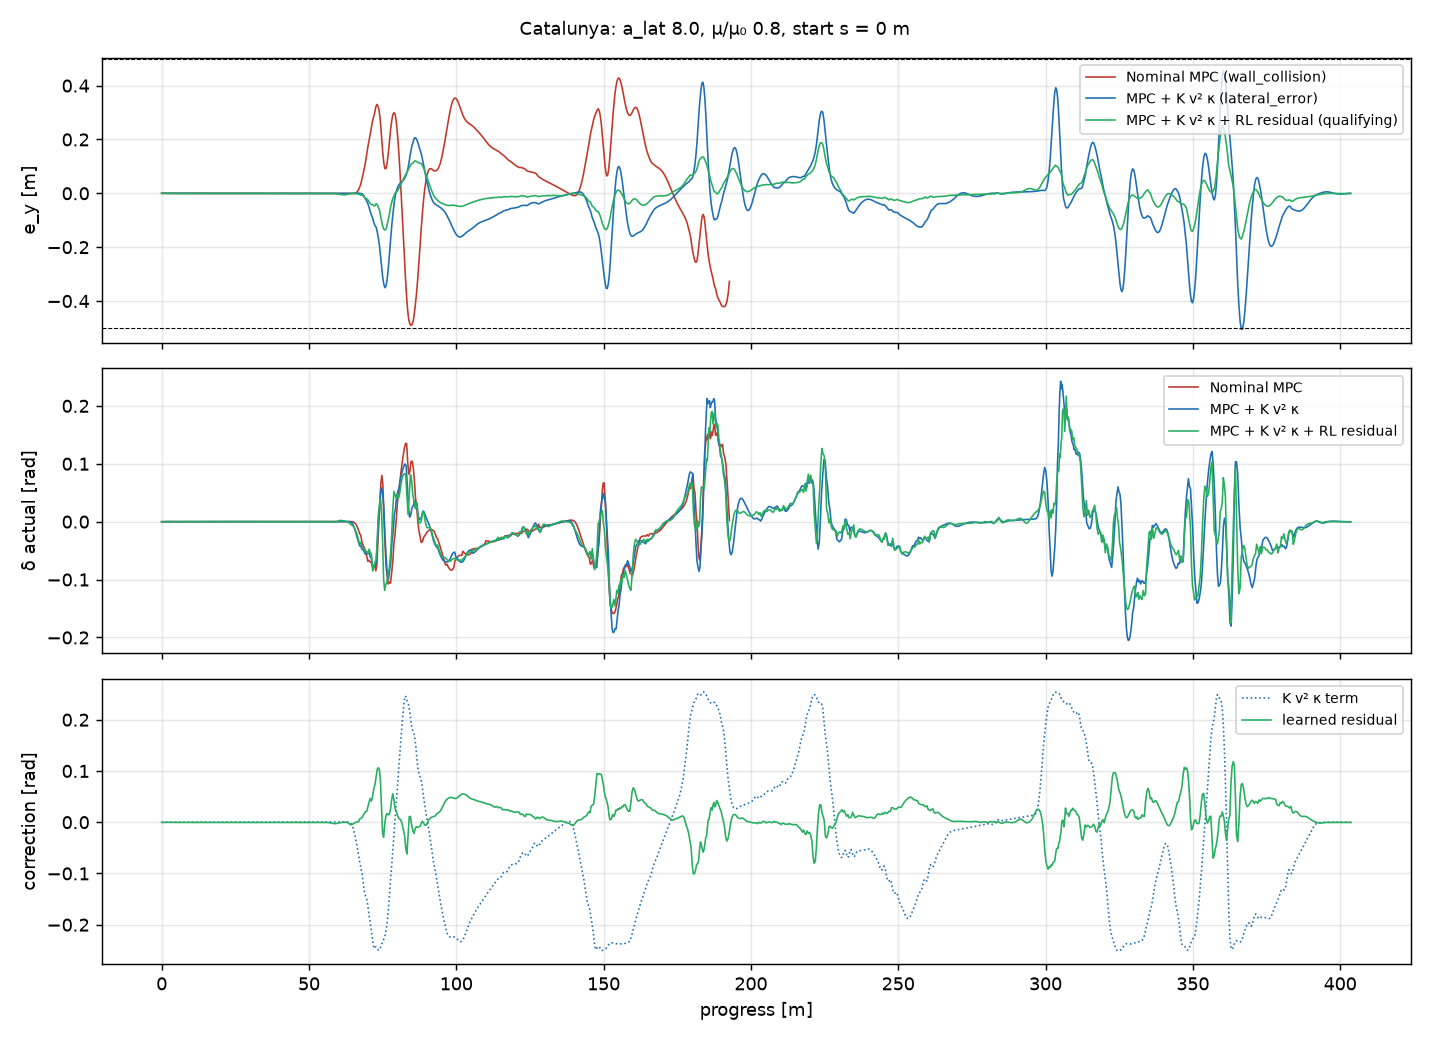 Catalunya: a_lat 8.0, μ/μ₀ 0.8, start s = 0 m
e_y [m]
0.4
0.2
0.0
−0.2
−0.4
Nominal MPC (wall_collision)
MPC + K v² κ (lateral_error)
MPC + K v² κ + RL residual (qualifying)
δ actual [rad]
0.2
0.1
0.0
−0.1
−0.2
Nominal MPC
MPC + K v² κ
MPC + K v² κ + RL residual
correction [rad]
0.2
0.1
0.0
−0.1
−0.2
K v² κ term
learned residual
0 50 100 150 200 250 300 350 400
progress [m]